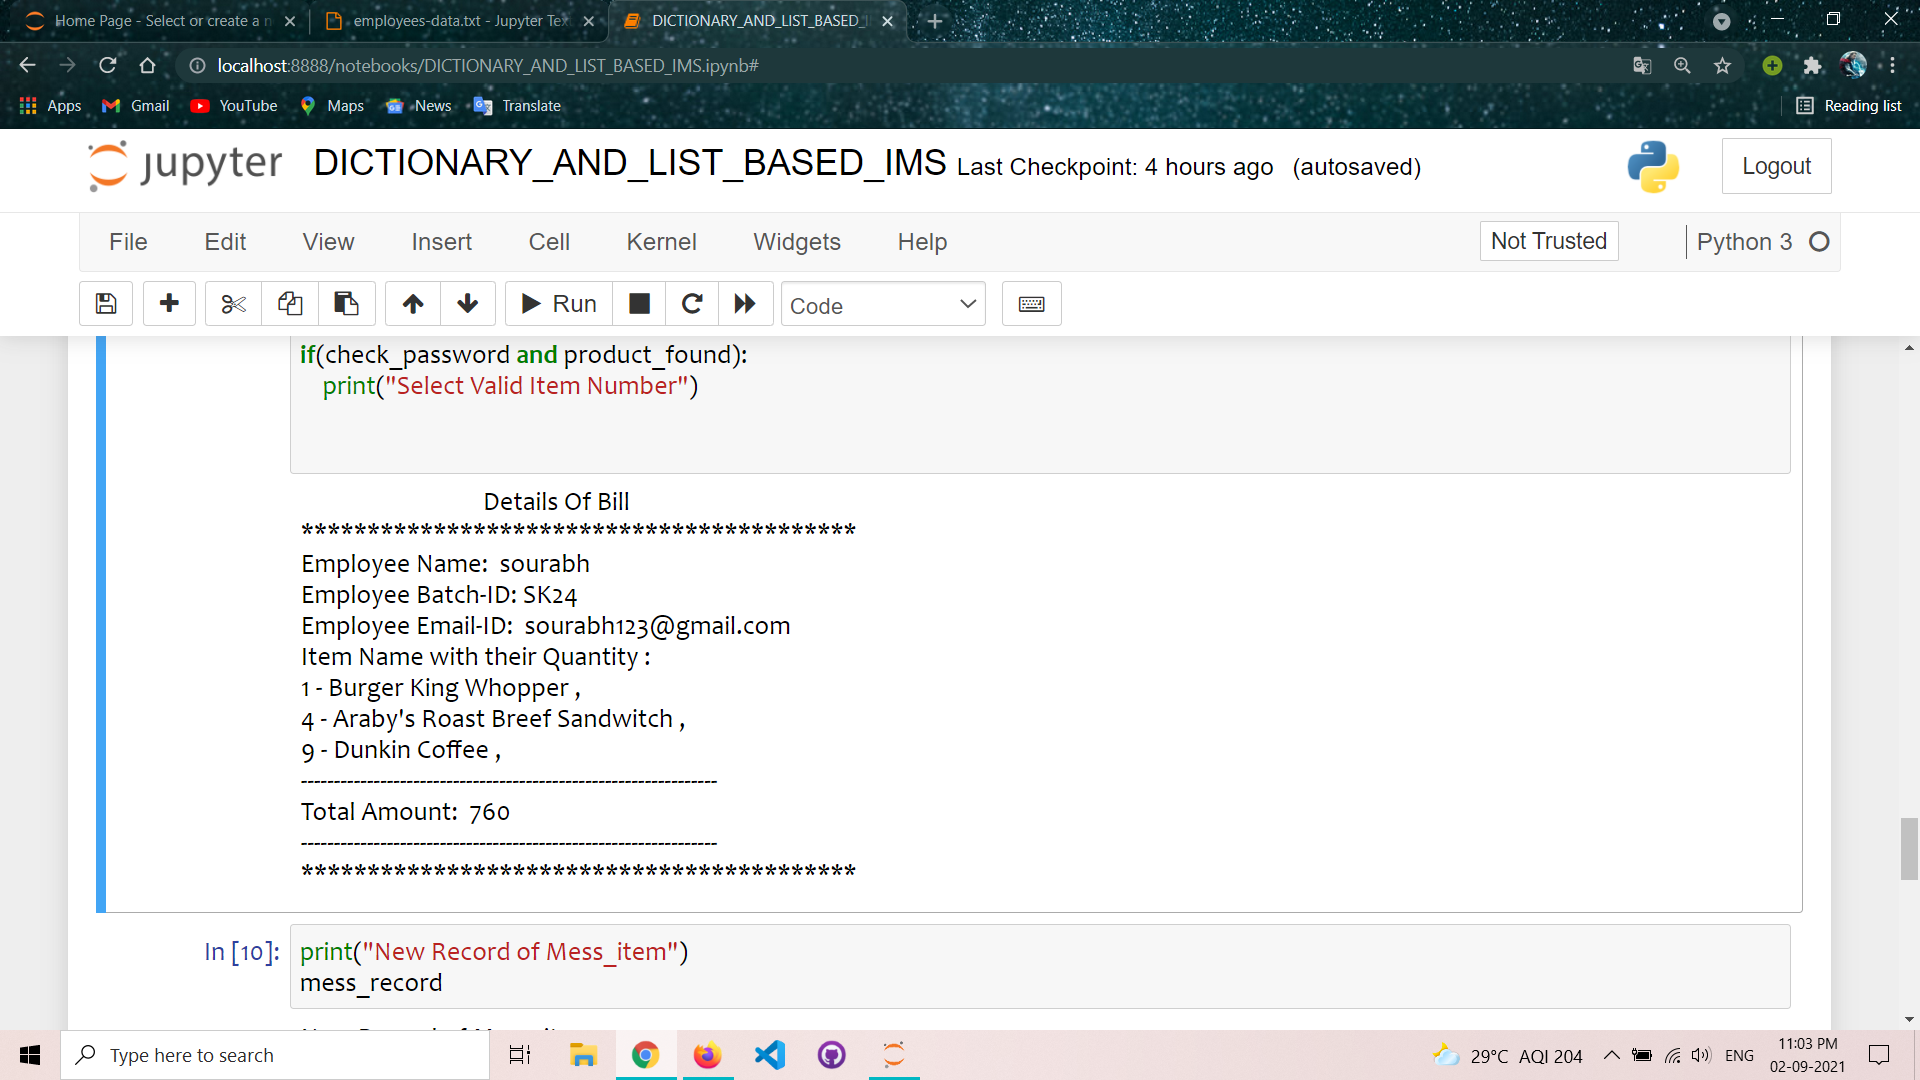 Home Page - Select or create a n
employees-data.txt - Jupyter Tex
DICTIONARY_AND_LIST_BASED_I
localhost:8888/notebooks/DICTIONARY_AND_LIST_BASED_IMS.ipynb#
Apps
Gmail
YouTube
Maps
News
Translate
Reading list
jupyter
DICTIONARY_AND_LIST_BASED_IMS
Last Checkpoint: 4 hours ago
(autosaved)
Logout
File
Edit
View
Insert
Cell
Kernel
Widgets
Help
Not Trusted
Python 3
Run
Code
if(check_password and product_found):
print("Select Valid Item Number")
Details Of Bill
******************************************
Employee Name:  sourabh
Employee Batch-ID: SK24
Employee Email-ID:  sourabh123@gmail.com
Item Name with their Quantity :
1 - Burger King Whopper ,
4 - Araby's Roast Breef Sandwitch ,
9 - Dunkin Coffee ,
----------------------------------------------------------------
Total Amount:  760
----------------------------------------------------------------
******************************************
In [10]:
print("New Record of Mess_item")
mess_record
Type here to search
29°C AQI 204
ENG
11:03 PM
02-09-2021